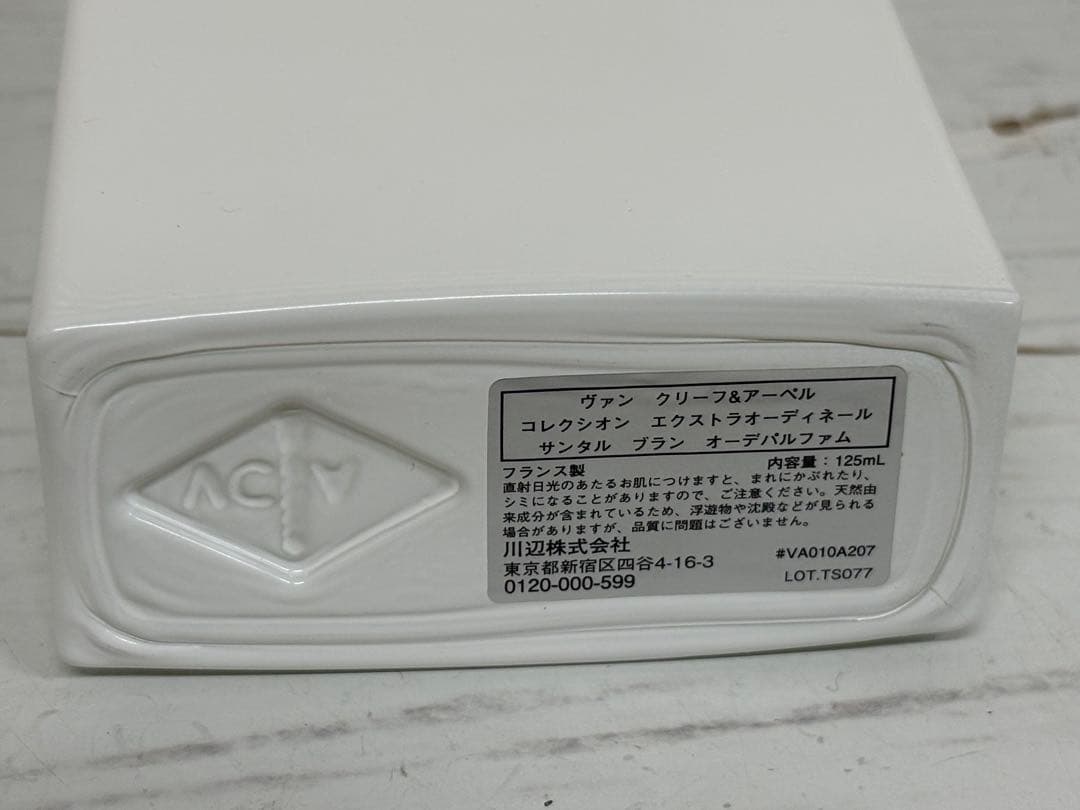 VCA
ヴァン クリーフ&アーペル
コレクシオン エクストラオーディネール
サンタル ブラン オーデパルファム
フランス製 内容量：125mL
直射日光のあたるお肌につけますと、まれにかぶれたり、
シミになることがありますので、ご注意ください。天然由
来成分が含まれているため、浮遊物や沈殿などが見られる
場合がありますが、品質に問題はございません。
川辺株式会社 #VA010A207
東京都新宿区四谷4-16-3 LOT.TS077
0120-000-599